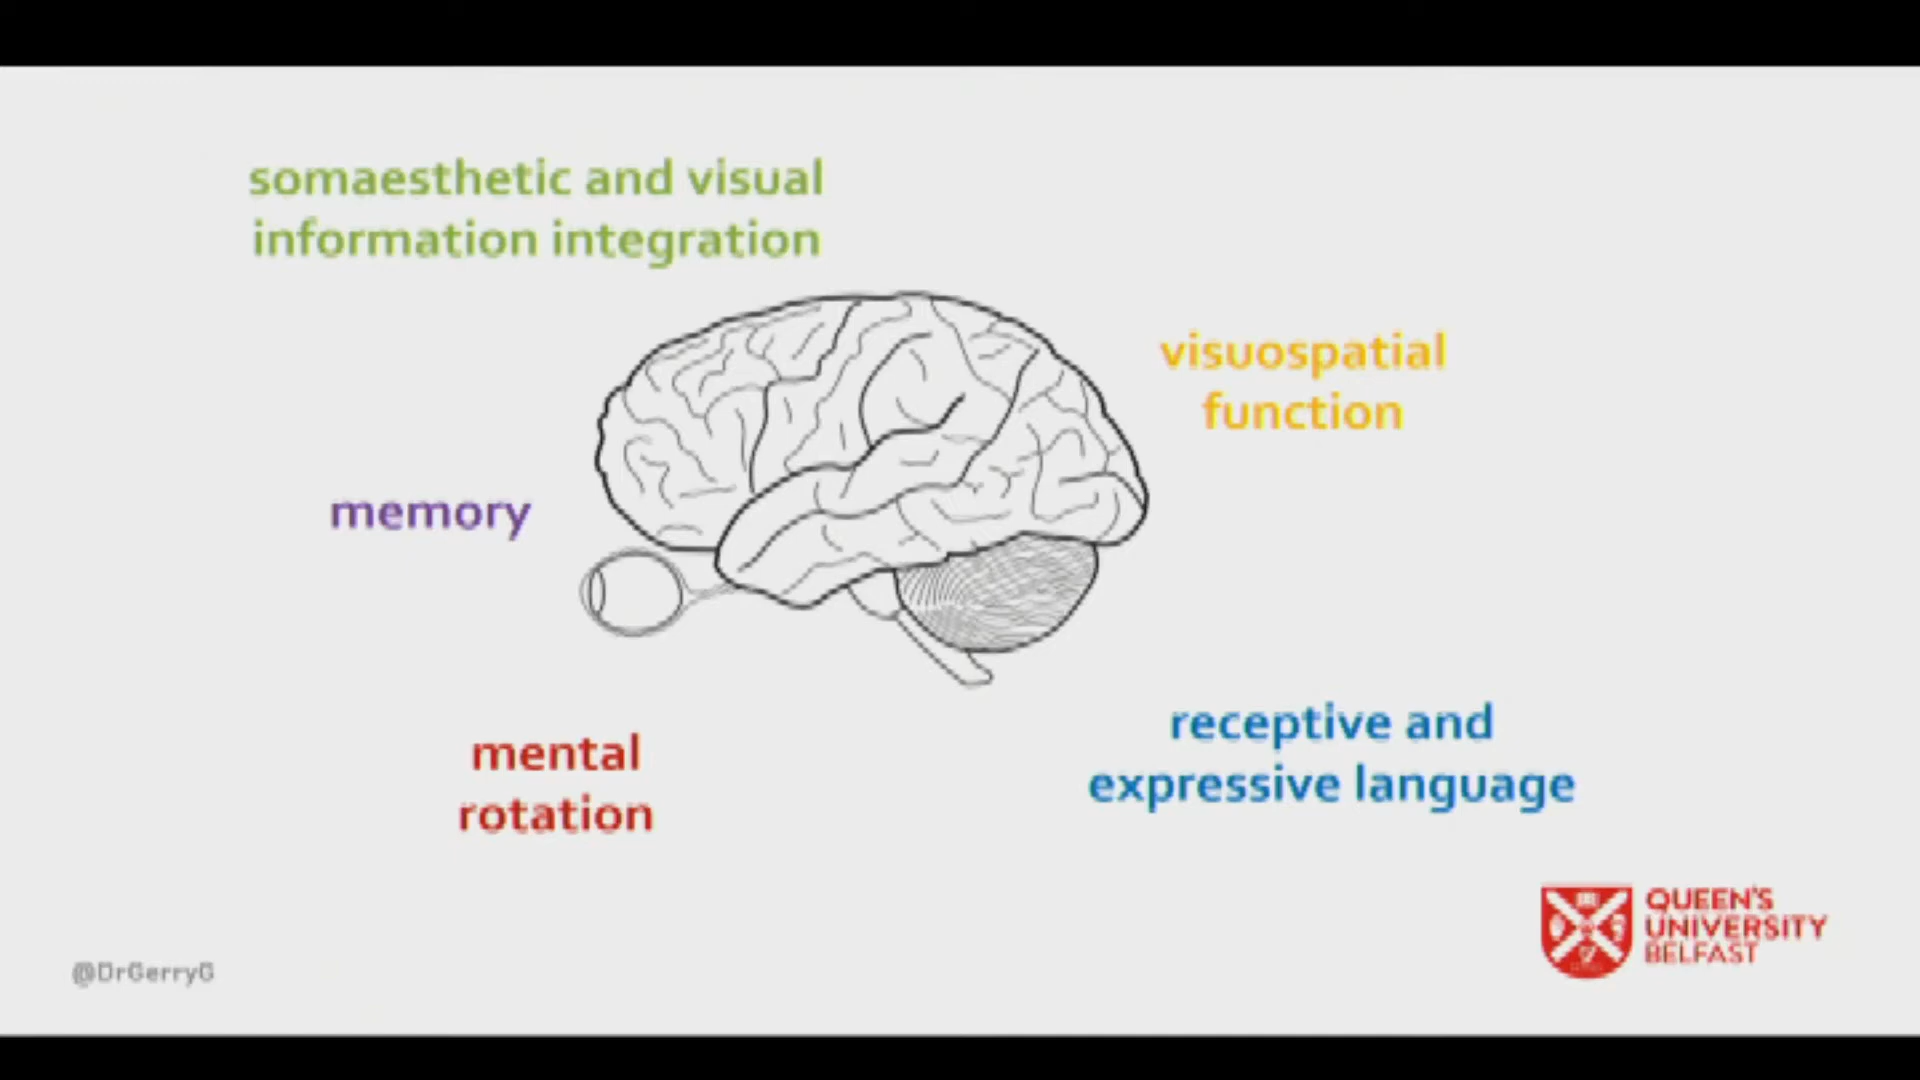 somaesthetic and visual
information integration
visuospatial
function
memory
receptive and
expressive language
mental
rotation
QUEEN'S
UNIVERSITY
BELFAST
@DrGerryG